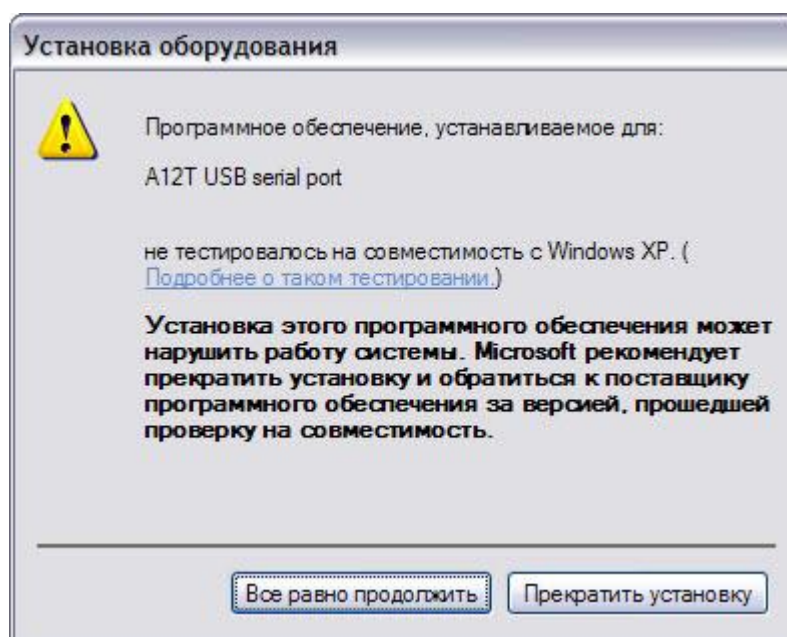 Установка оборудования
Программное обеспечение, устанавливаемое для:
A12T USB serial port
не тестировалось на совместимость с Windows XP. (
Подробнее о таком тестировании.)
Установка этого программного обеспечения может
нарушить работу системы. Microsoft рекомендует
прекратить установку и обратиться к поставщику
программного обеспечения за версией, прошедшей
проверку на совместимость.
Все равно продолжить
Прекратить установку